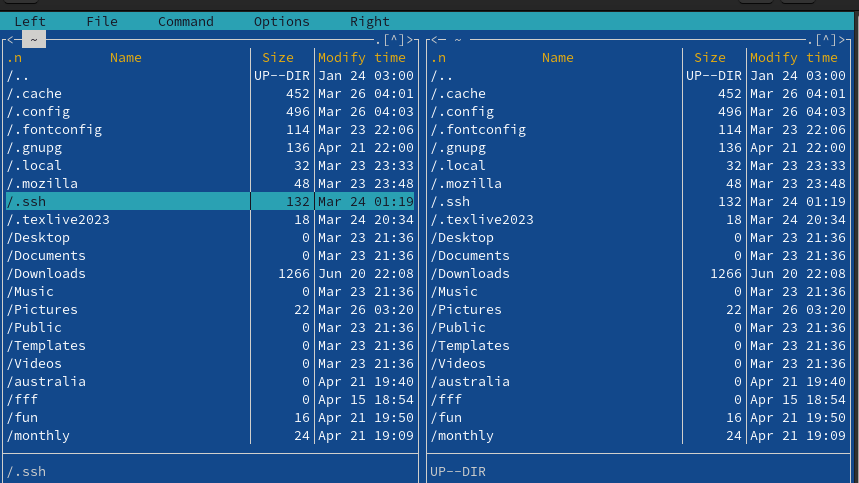 Left File Command Options Right
<─ ~ .[^]> <─ ~ .[^]>
.n Name Size Modify time .n Name Size Modify time
/.. UP--DIR Jan 24 03:00 /.. UP--DIR Jan 24 03:00
/.cache 452 Mar 26 04:01 /.cache 452 Mar 26 04:01
/.config 496 Mar 26 04:03 /.config 496 Mar 26 04:03
/.fontconfig 114 Mar 23 22:06 /.fontconfig 114 Mar 23 22:06
/.gnupg 136 Apr 21 22:00 /.gnupg 136 Apr 21 22:00
/.local 32 Mar 23 23:33 /.local 32 Mar 23 23:33
/.mozilla 48 Mar 23 23:48 /.mozilla 48 Mar 23 23:48
/.ssh 132 Mar 24 01:19 /.ssh 132 Mar 24 01:19
/.texlive2023 18 Mar 24 20:34 /.texlive2023 18 Mar 24 20:34
/Desktop 0 Mar 23 21:36 /Desktop 0 Mar 23 21:36
/Documents 0 Mar 23 21:36 /Documents 0 Mar 23 21:36
/Downloads 1266 Jun 20 22:08 /Downloads 1266 Jun 20 22:08
/Music 0 Mar 23 21:36 /Music 0 Mar 23 21:36
/Pictures 22 Mar 26 03:20 /Pictures 22 Mar 26 03:20
/Public 0 Mar 23 21:36 /Public 0 Mar 23 21:36
/Templates 0 Mar 23 21:36 /Templates 0 Mar 23 21:36
/Videos 0 Mar 23 21:36 /Videos 0 Mar 23 21:36
/australia 0 Apr 21 19:40 /australia 0 Apr 21 19:40
/fff 0 Apr 15 18:54 /fff 0 Apr 15 18:54
/fun 16 Apr 21 19:50 /fun 16 Apr 21 19:50
/monthly 24 Apr 21 19:09 /monthly 24 Apr 21 19:09
/.ssh UP--DIR